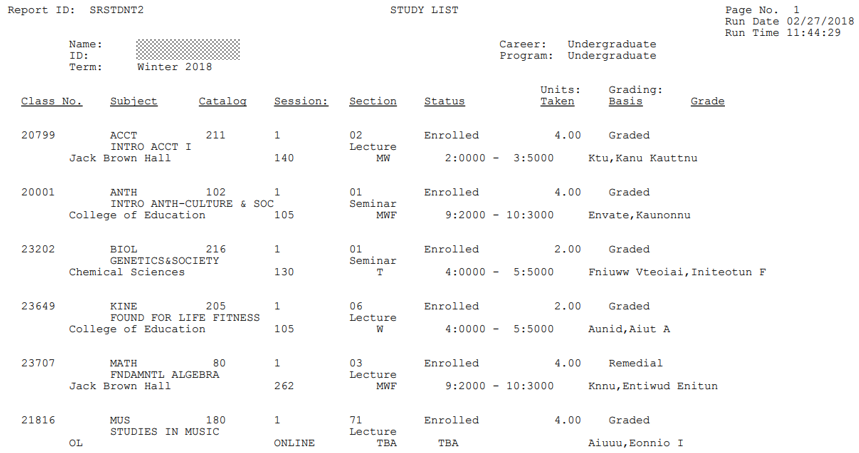 Report ID: SRSTDNT2 STUDY LIST Page No. 1
Run Date 02/27/2018
Run Time 11:44:29
Name: Career: Undergraduate
ID: Program: Undergraduate
Term: Winter 2018
Units: Grading:
Class No. Subject Catalog Session: Section Status Taken Basis Grade
20799 ACCT 211 1 02 Enrolled 4.00 Graded
INTRO ACCT I Lecture
Jack Brown Hall 140 MW 2:0000 - 3:5000 Ktu,Kanu Kauttnu
20001 ANTH 102 1 01 Enrolled 4.00 Graded
INTRO ANTH-CULTURE & SOC Seminar
College of Education 105 MWF 9:2000 - 10:3000 Envate,Kaunonnu
23202 BIOL 216 1 01 Enrolled 2.00 Graded
GENETICS&SOCIETY Seminar
Chemical Sciences 130 T 4:0000 - 5:5000 Fniuww Vteoiai,Initeotun F
23649 KINE 205 1 06 Enrolled 2.00 Graded
FOUND FOR LIFE FITNESS Lecture
College of Education 105 W 4:0000 - 5:5000 Aunid,Aiut A
23707 MATH 80 1 03 Enrolled 4.00 Remedial
FNDAMNTL ALGEBRA Lecture
Jack Brown Hall 262 MWF 9:2000 - 10:3000 Knnu,Entiwud Enitun
21816 MUS 180 1 71 Enrolled 4.00 Graded
STUDIES IN MUSIC Lecture
OL ONLINE TBA TBA Aiuuu,Eonnio I